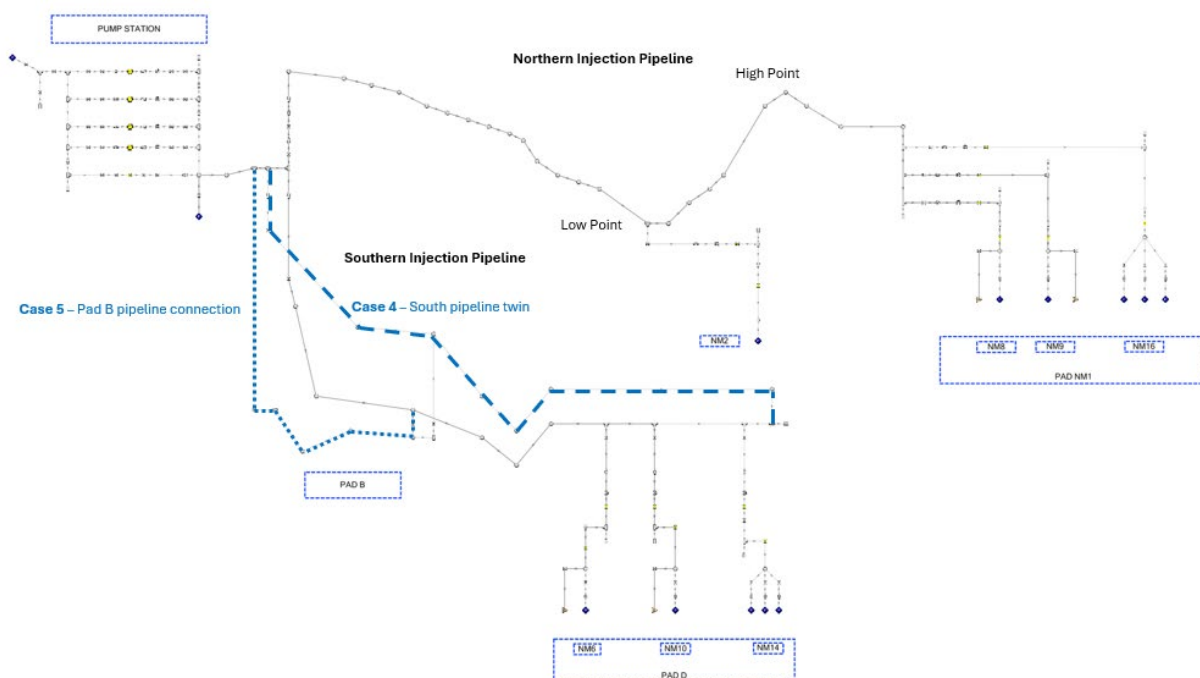 PUMP STATION
Northern Injection Pipeline
High Point
Low Point
Southern Injection Pipeline
Case 5 – Pad B pipeline connection
Case 4 – South pipeline twin
NM2
NM8
NM9
NM16
PAD NM1
PAD B
NM6
NM10
NM14
PAD D